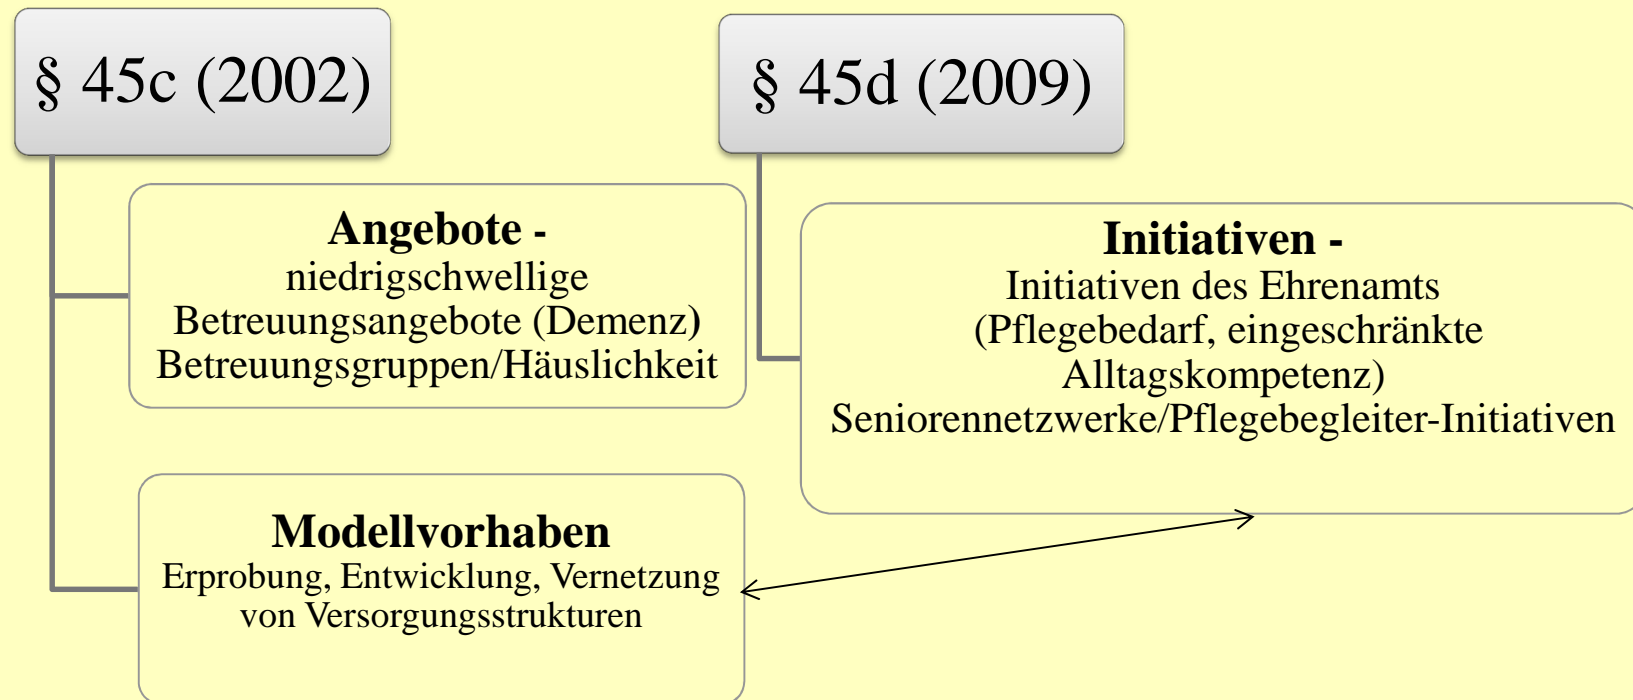 § 45c (2002)
Angebote -
niedrigschwellige
Betreuungsangebote (Demenz)
Betreuungsgruppen/Häuslichkeit
Modellvorhaben
Erprobung, Entwicklung, Vernetzung
von Versorgungsstrukturen
§ 45d (2009)
Initiativen -
Initiativen des Ehrenamts
(Pflegebedarf, eingeschränkte
Alltagskompetenz)
Seniorennetzwerke/Pflegebegleiter-Initiativen